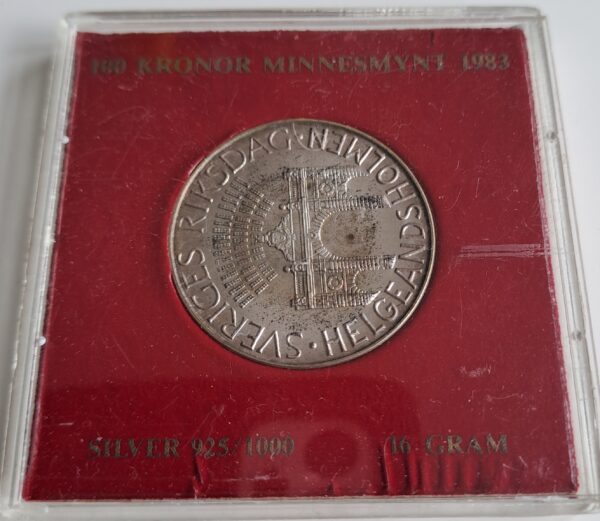 100 KRONOR MINNESMYNT 1983
SVERIGES RIKSDAG · HELGEANDSHOLMEN ·
SILVER 925/1000 16 GRAM